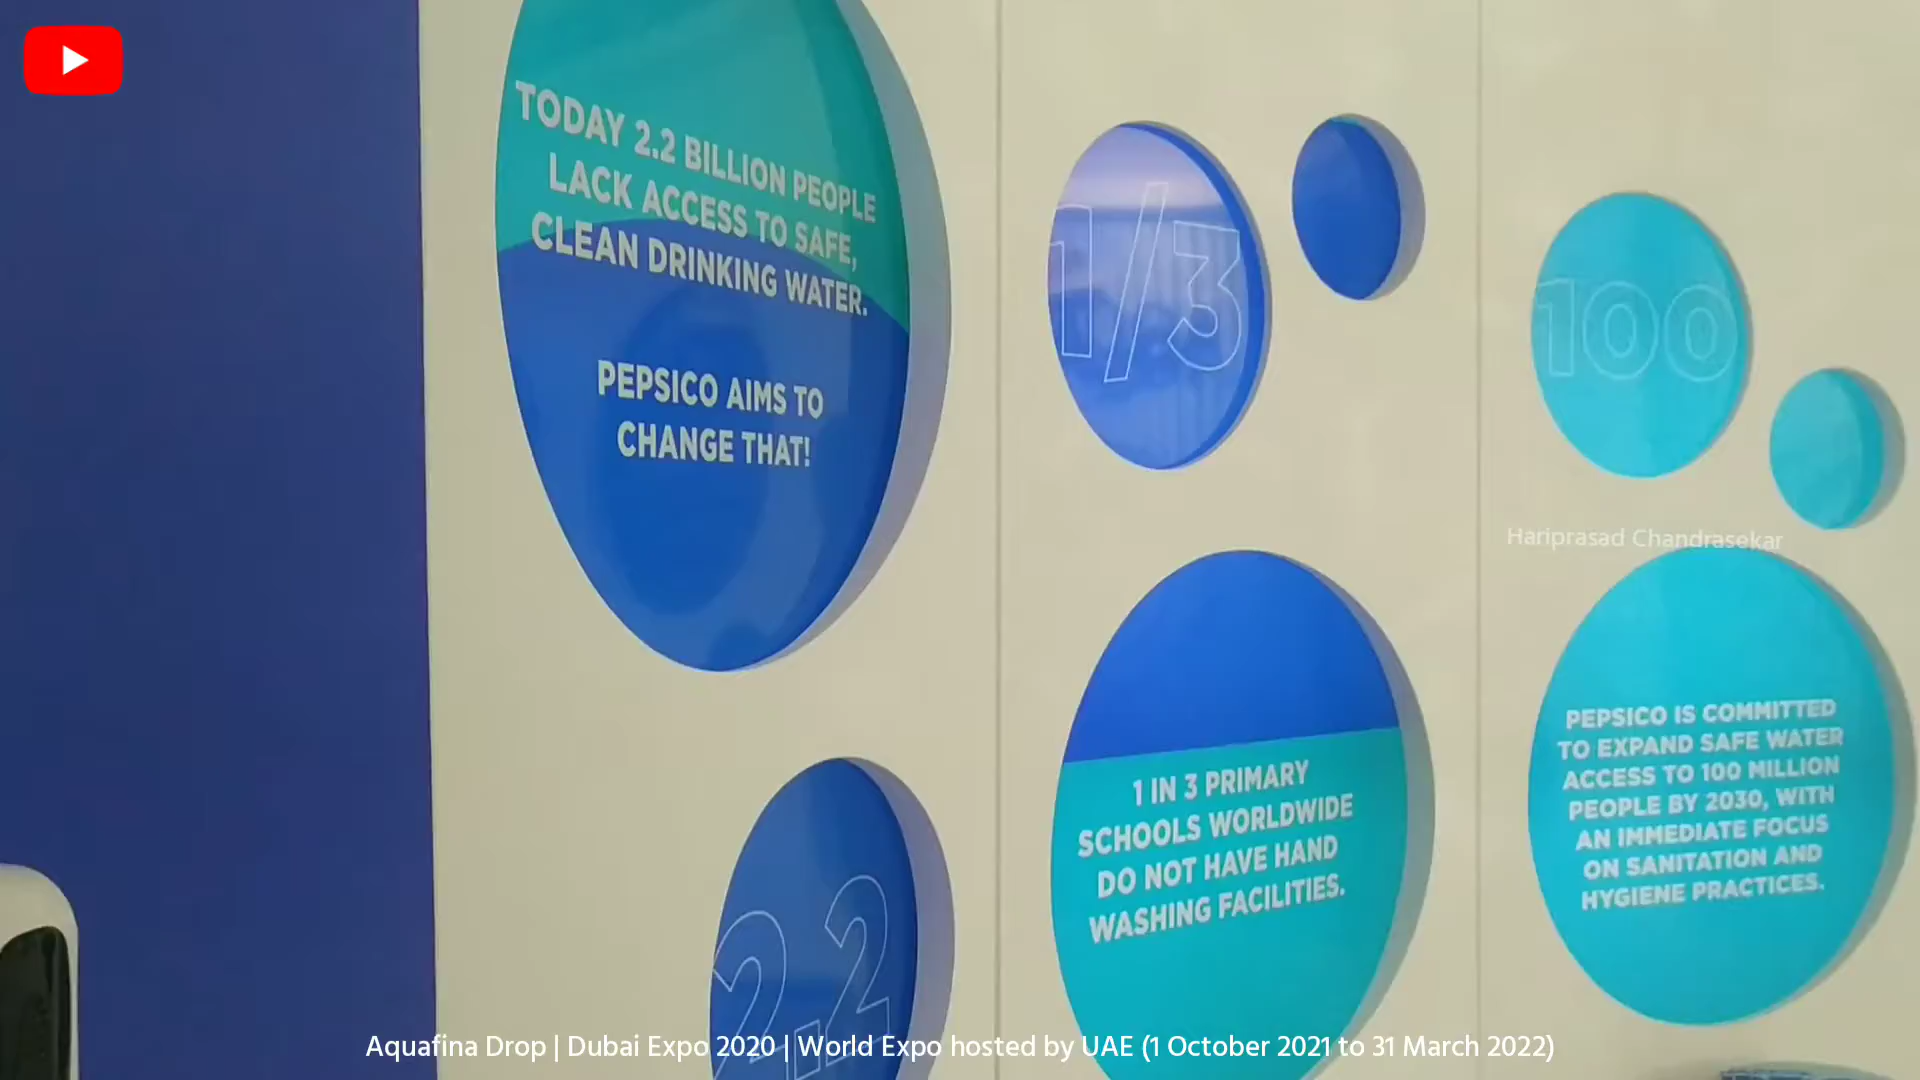 TODAY 2.2 BILLION PEOPLE
LACK ACCESS TO SAFE,
CLEAN DRINKING WATER.
PEPSICO AIMS TO
CHANGE THAT!
2.2
1/3
1 IN 3 PRIMARY
SCHOOLS WORLDWIDE
DO NOT HAVE HAND
WASHING FACILITIES.
100
Hariprasad Chandrasekar
PEPSICO IS COMMITTED
TO EXPAND SAFE WATER
ACCESS TO 100 MILLION
PEOPLE BY 2030, WITH
AN IMMEDIATE FOCUS
ON SANITATION AND
HYGIENE PRACTICES.
Aquafina Drop | Dubai Expo 2020 | World Expo hosted by UAE (1 October 2021 to 31 March 2022)